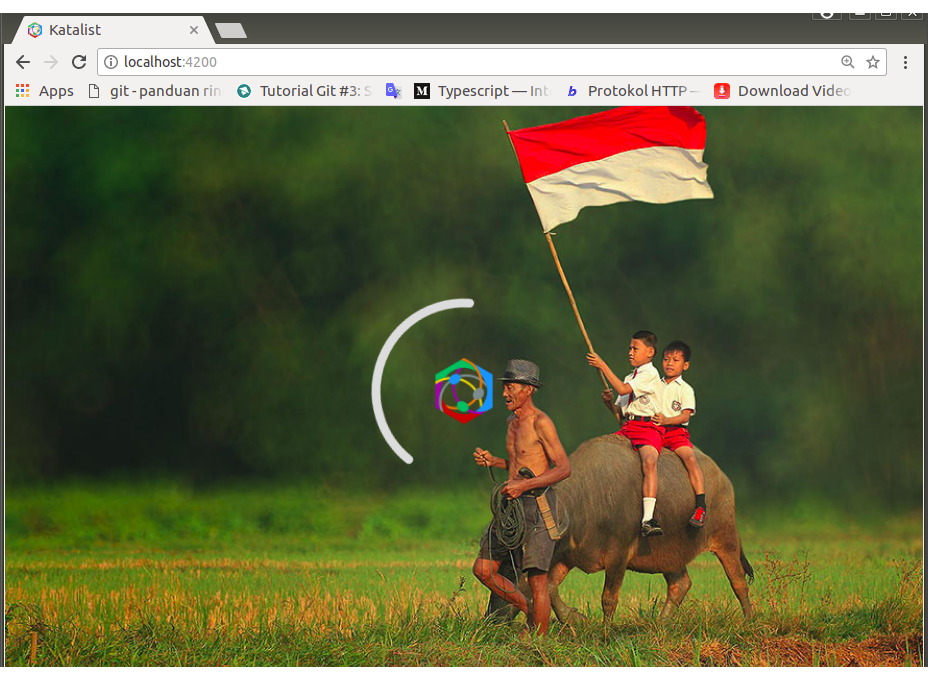 Katalist
localhost:4200
Apps git - panduan rin Tutorial Git #3: S M Typescript — Int b Protokol HTTP – Download Video